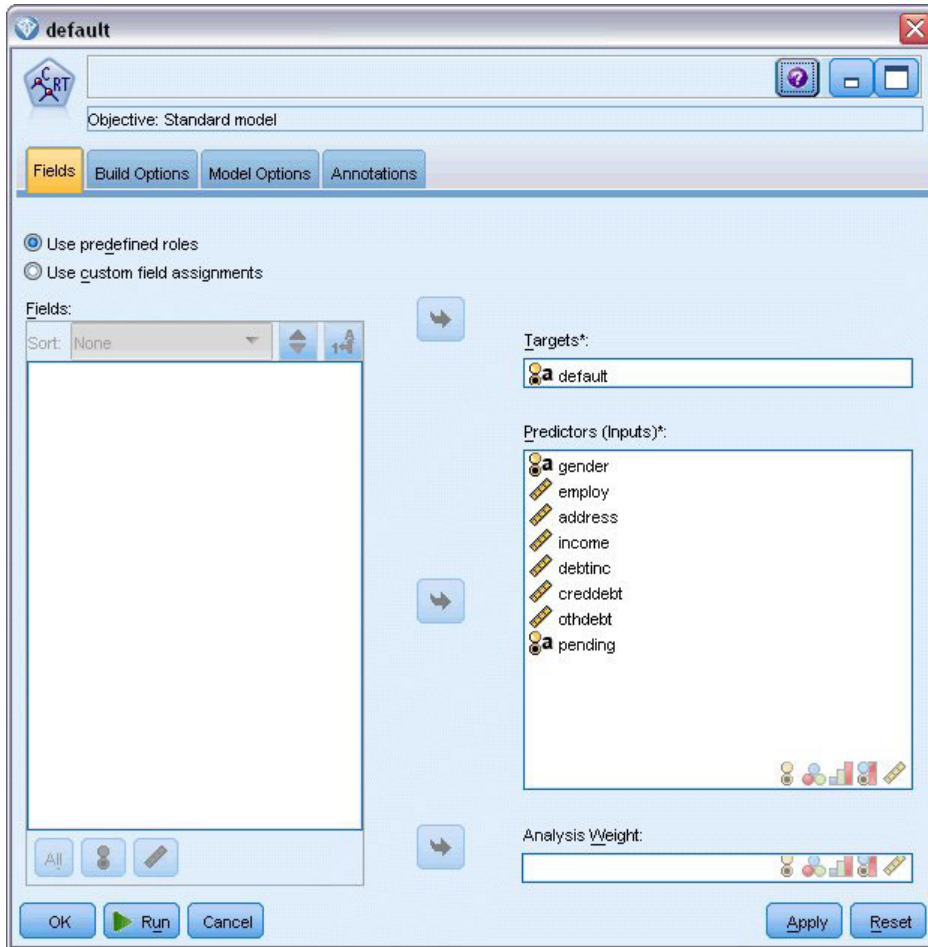 default
C
RT
Objective: Standard model
Fields
Build Options
Model Options
Annotations
Use predefined roles
Use custom field assignments
Fields:
Sort: None
Targets*:
a default
Predictors (Inputs)*:
a gender
employ
address
income
debtinc
creddebt
othdebt
a pending
Analysis Weight:
All
OK
Run
Cancel
Apply
Reset